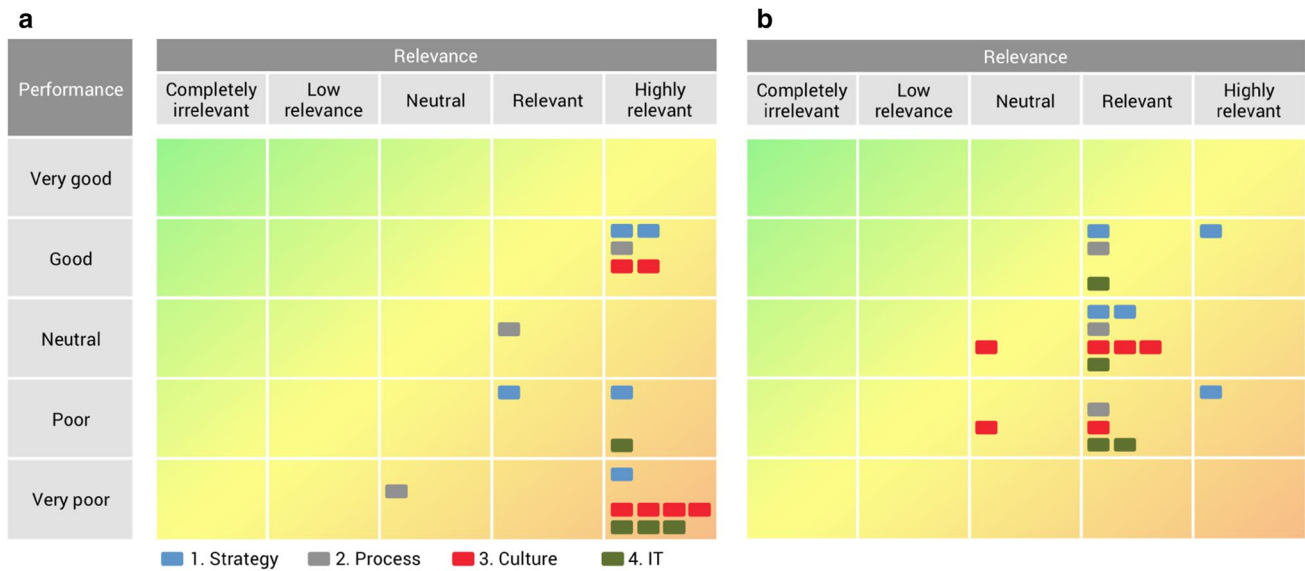 a
b
Performance
Relevance
Completely
irrelevant
Low
relevance
Neutral
Relevant
Highly
relevant
Relevance
Completely
irrelevant
Low
relevance
Neutral
Relevant
Highly
relevant
Very good
Good
Neutral
Poor
Very poor
1. Strategy
2. Process
3. Culture
4. IT